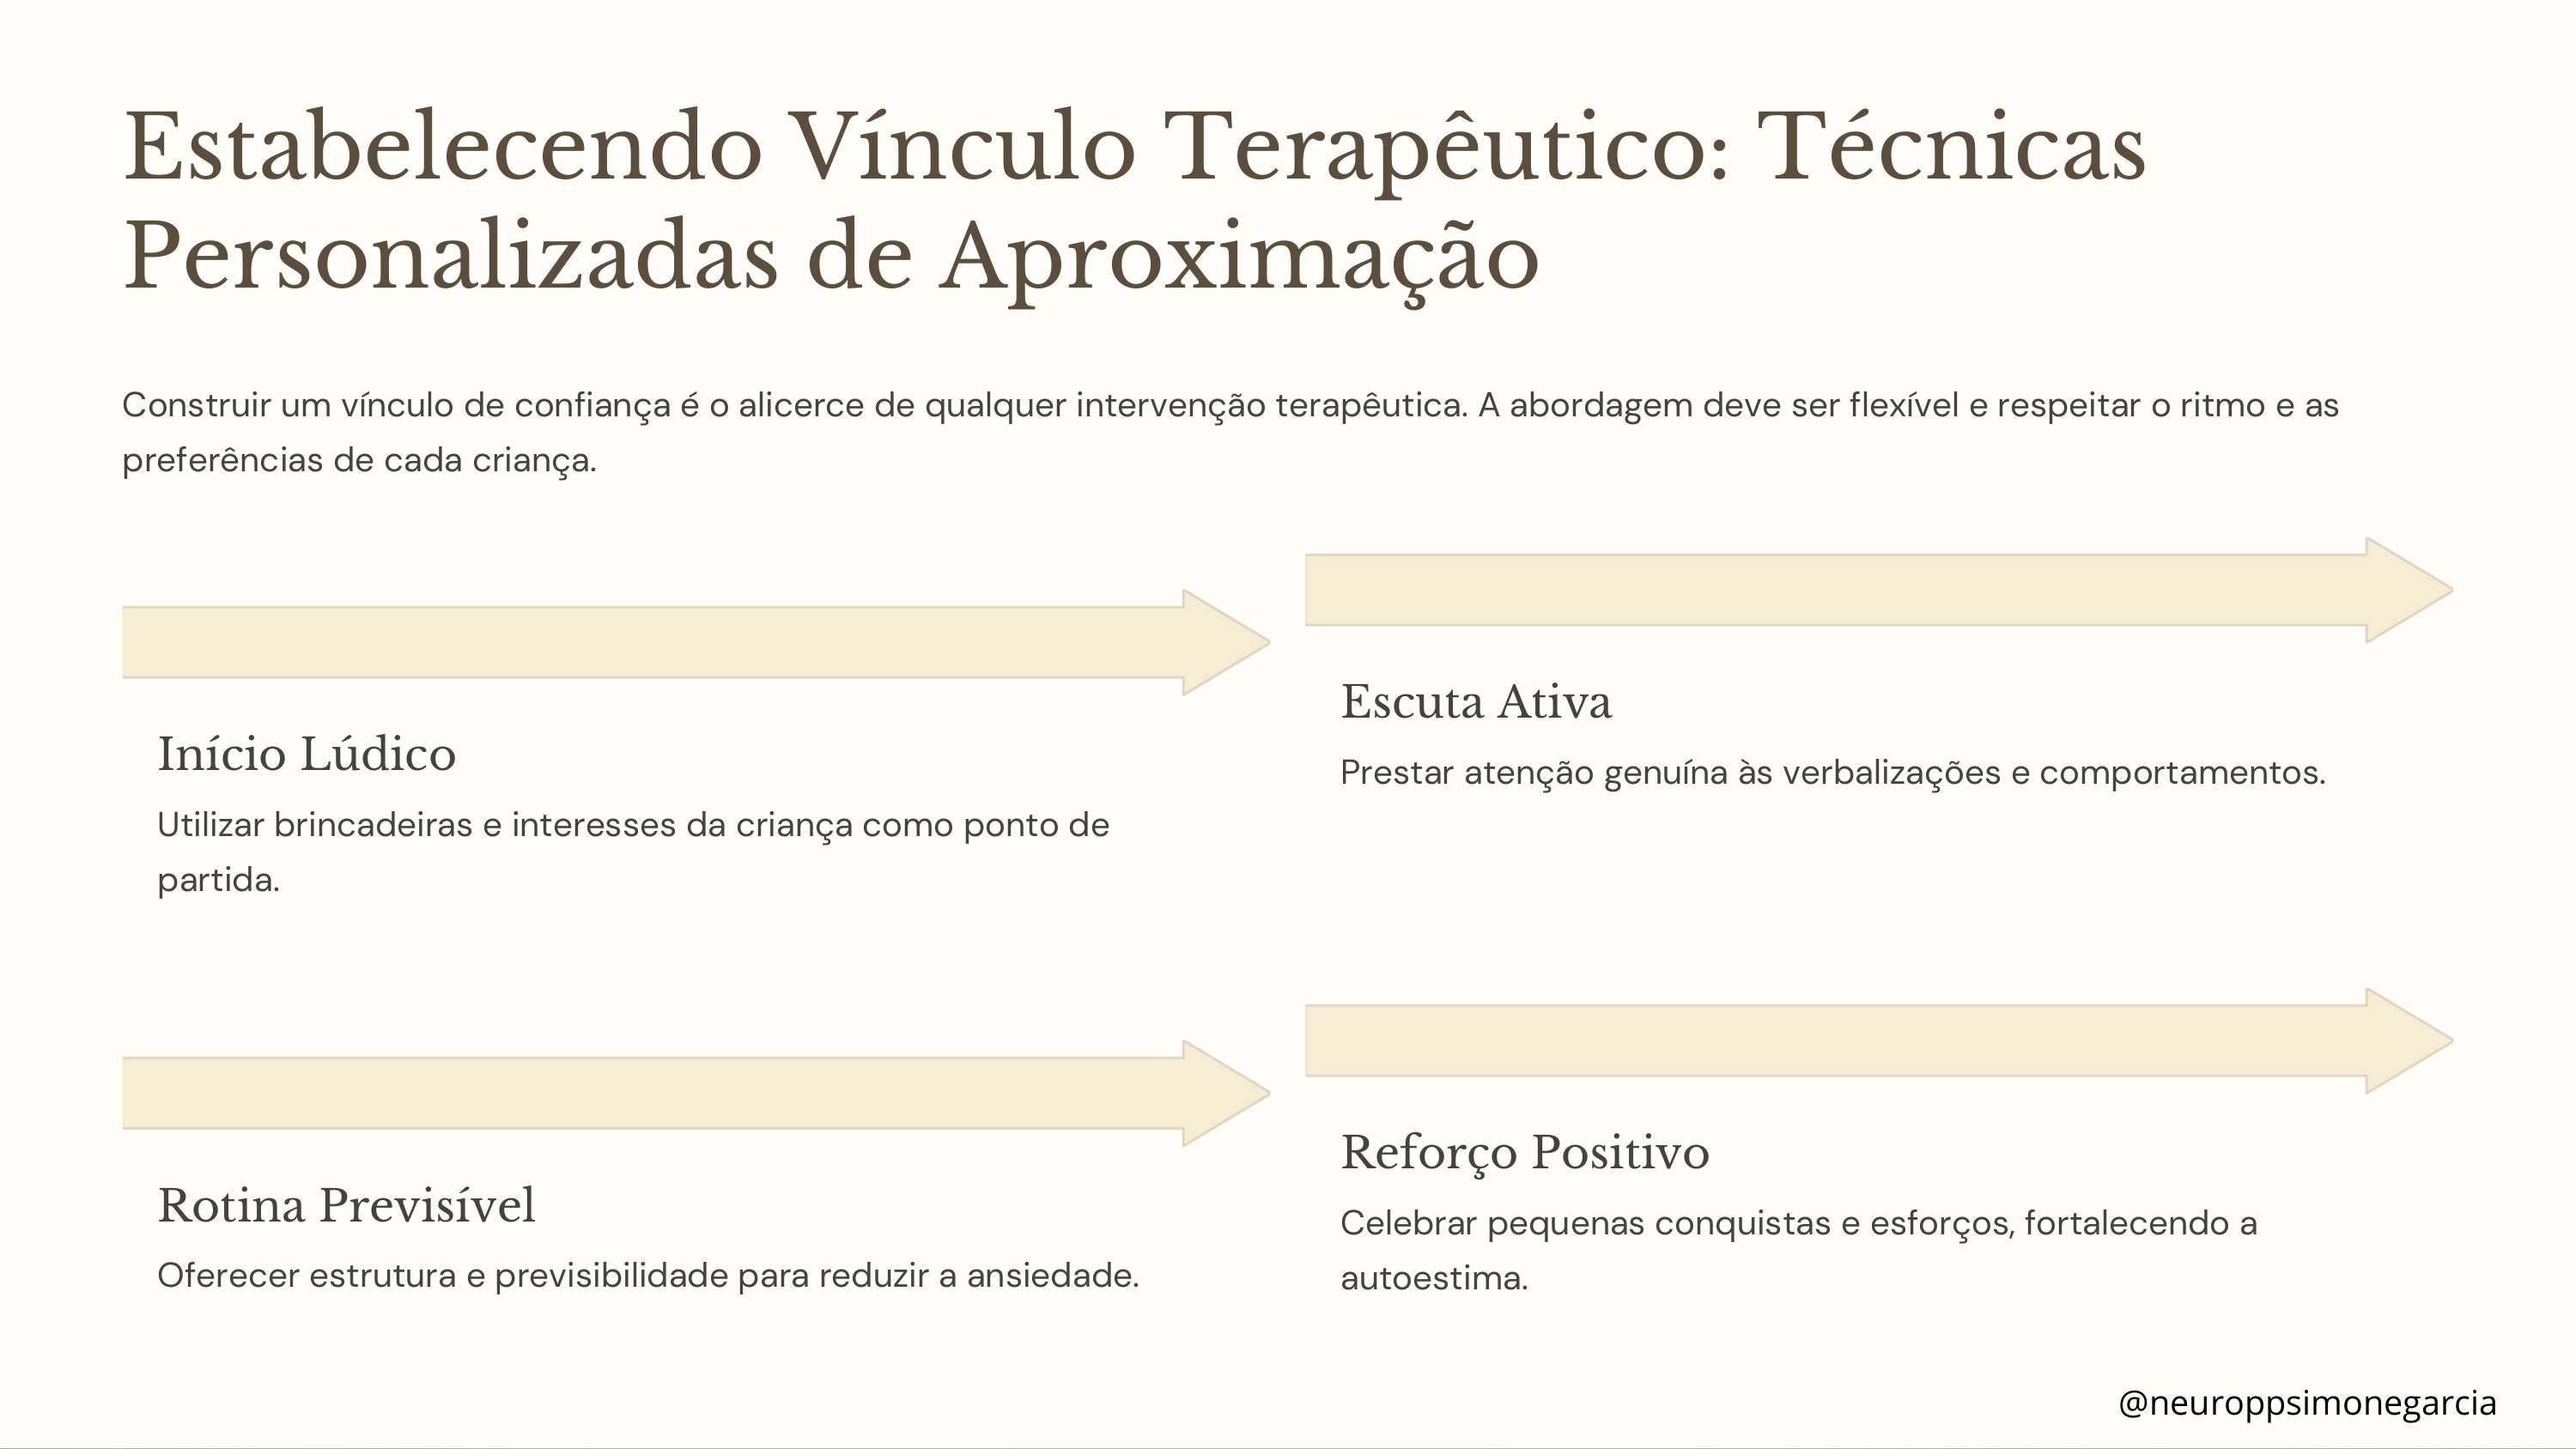 Estabelecendo Vínculo Terapêutico: Técnicas
Personalizadas de Aproximação
Construir um vínculo de confiança é o alicerce de qualquer intervenção terapêutica. A abordagem deve ser flexível e respeitar o ritmo e as
preferências de cada criança.
Início Lúdico
Utilizar brincadeiras e interesses da criança como ponto de
partida.
Escuta Ativa
Prestar atenção genuína às verbalizações e comportamentos.
Rotina Previsível
Oferecer estrutura e previsibilidade para reduzir a ansiedade.
Reforço Positivo
Celebrar pequenas conquistas e esforços, fortalecendo a
autoestima.
@neuroppsimonegarcia